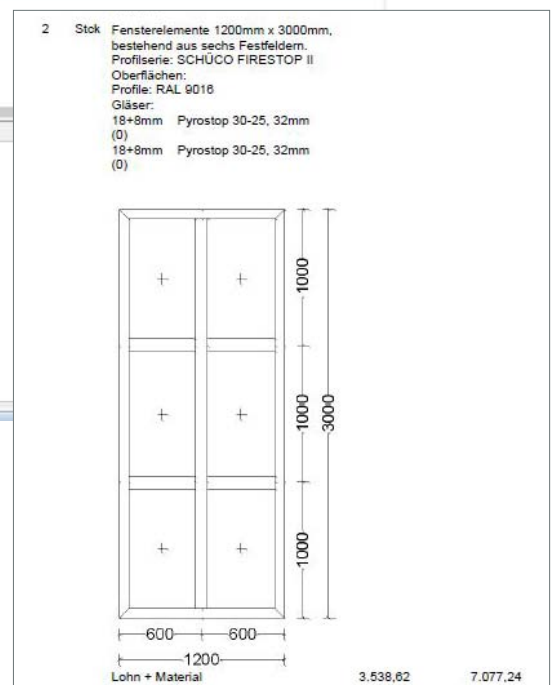 2 Stck Fensterelemente 1200mm x 3000mm,
bestehend aus sechs Festfeldern.
Profilserie: SCHÜCO FIRESTOP II
Oberflächen:
Profile: RAL 9016
Gläser:
18+8mm Pyrostop 30-25, 32mm
(0)
18+8mm Pyrostop 30-25, 32mm
(0)
1000
1000
3000
1000
600 600
1200
Lohn + Material 3.538,62 7.077,24